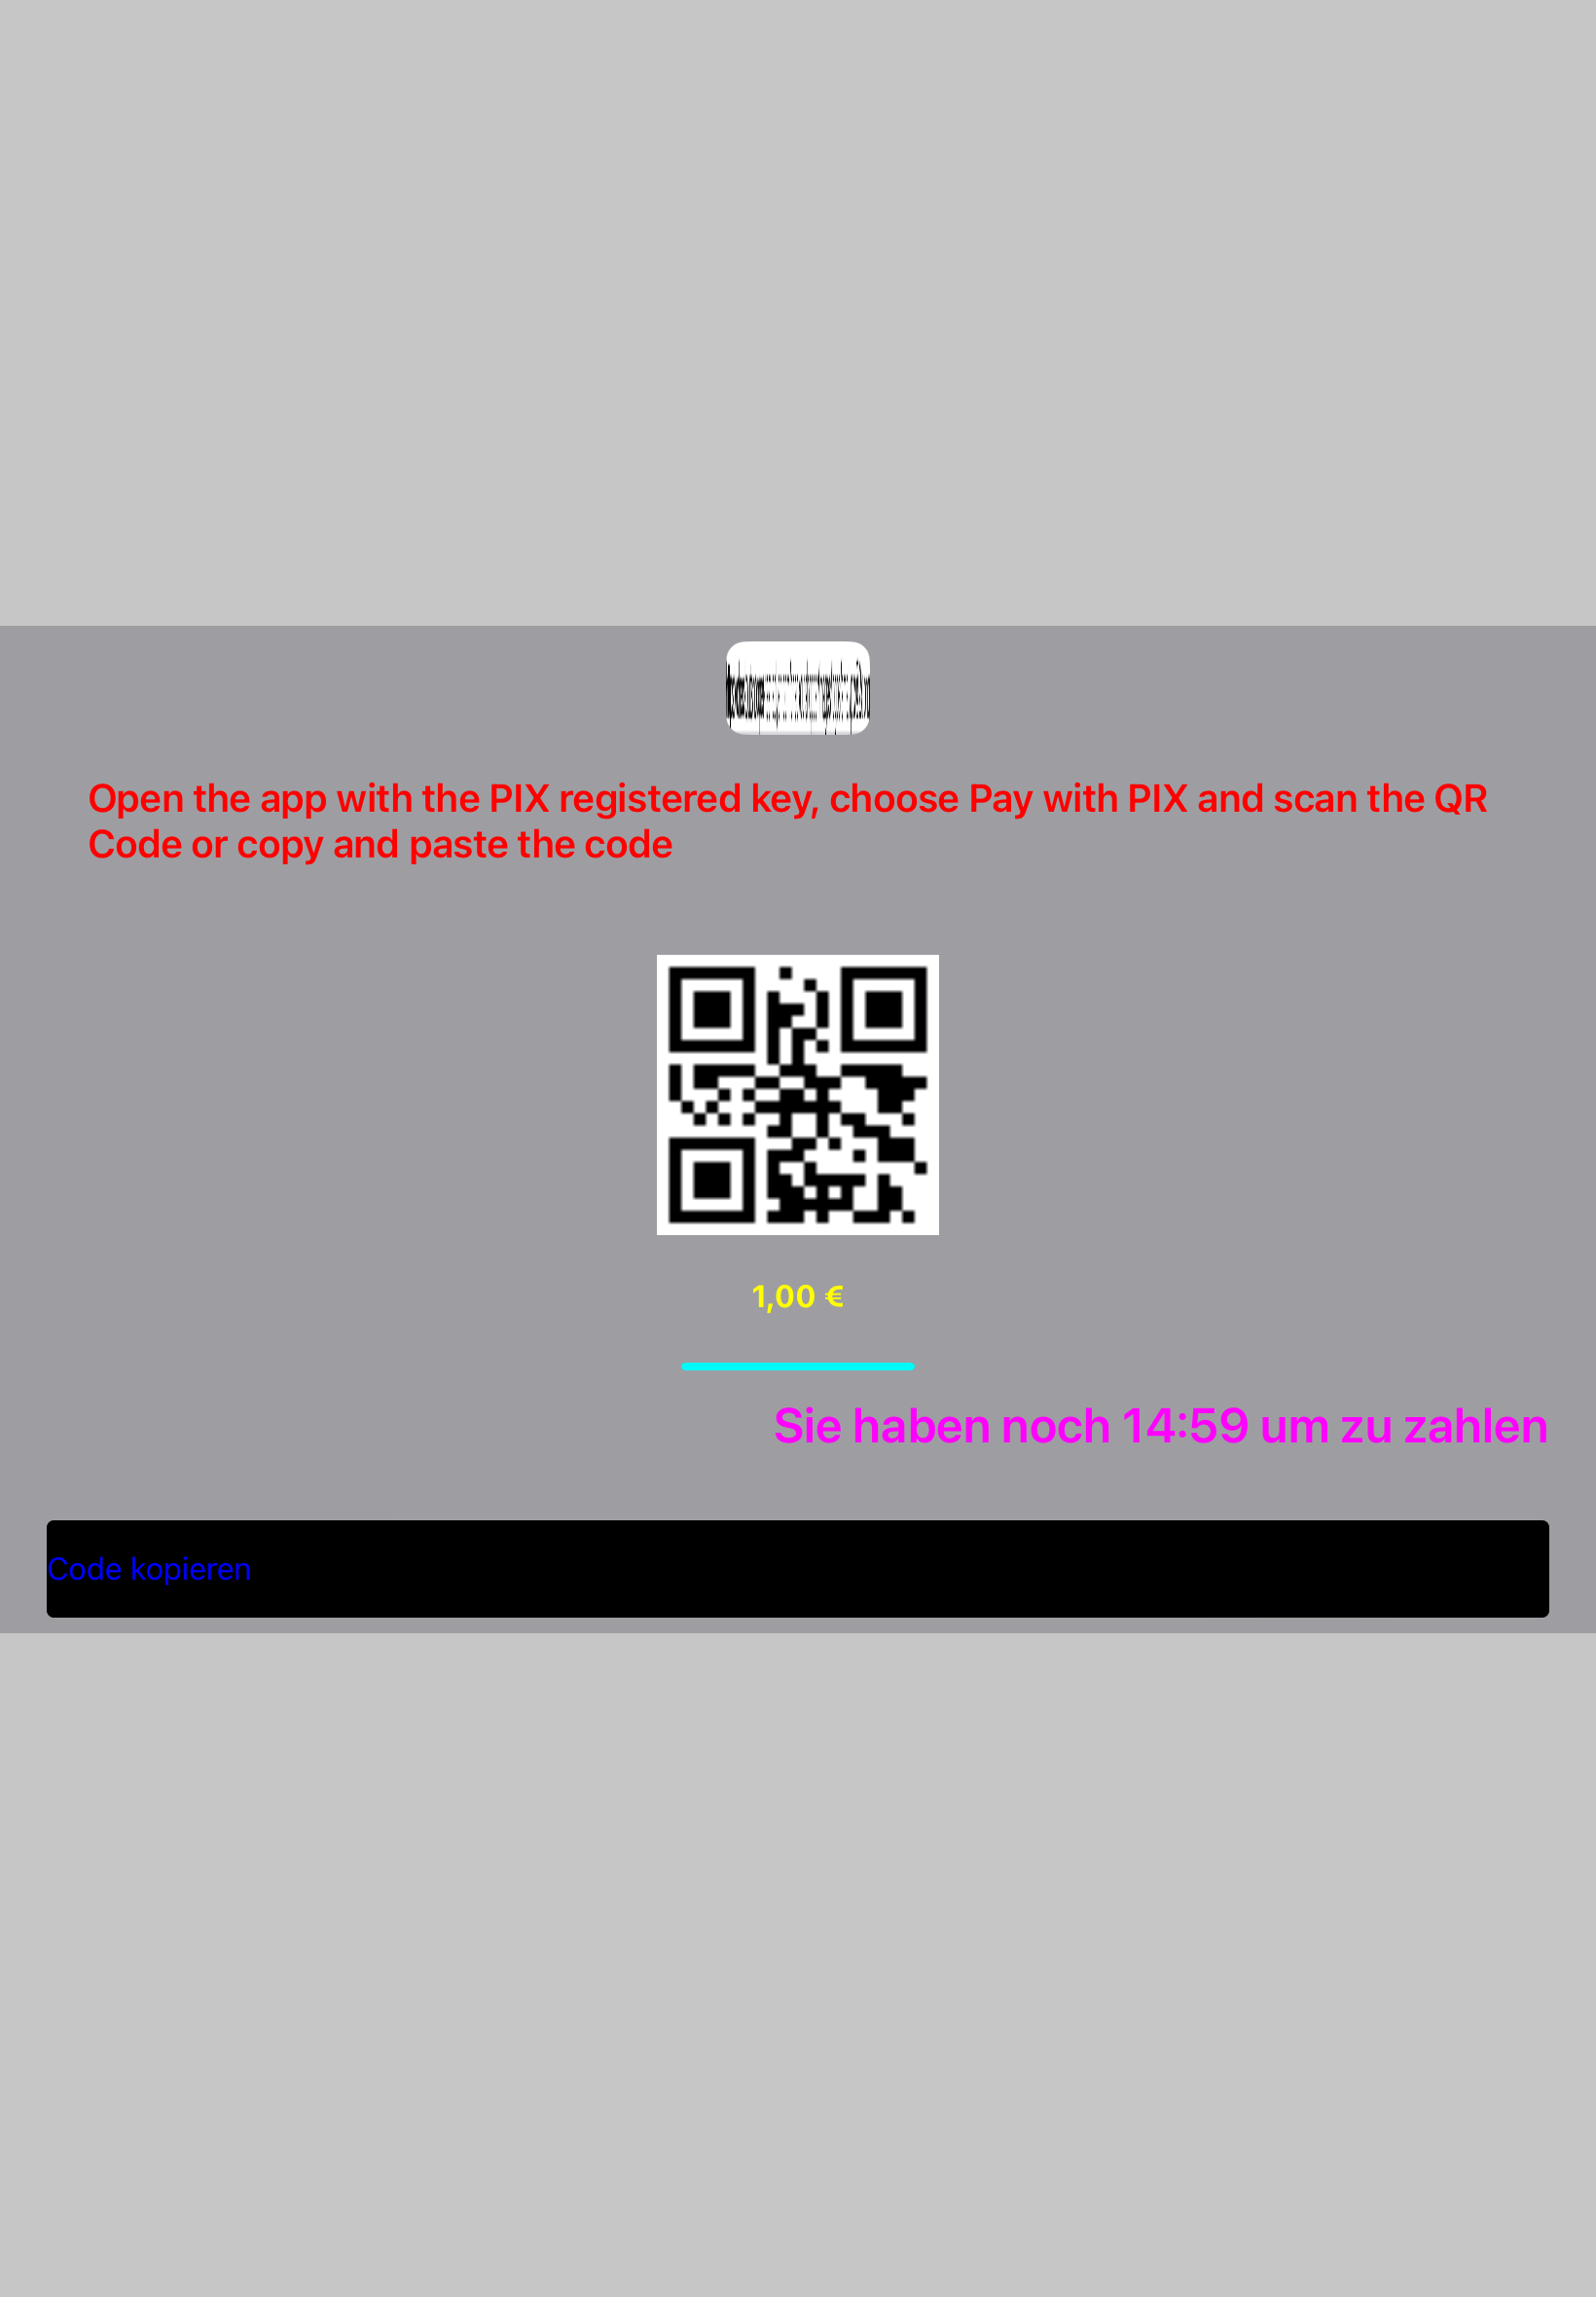 Open the app with the PIX registered key, choose Pay with PIX and scan the QR
Code or copy and paste the code
1,00 €
Sie haben noch 14:59 um zu zahlen
Code kopieren